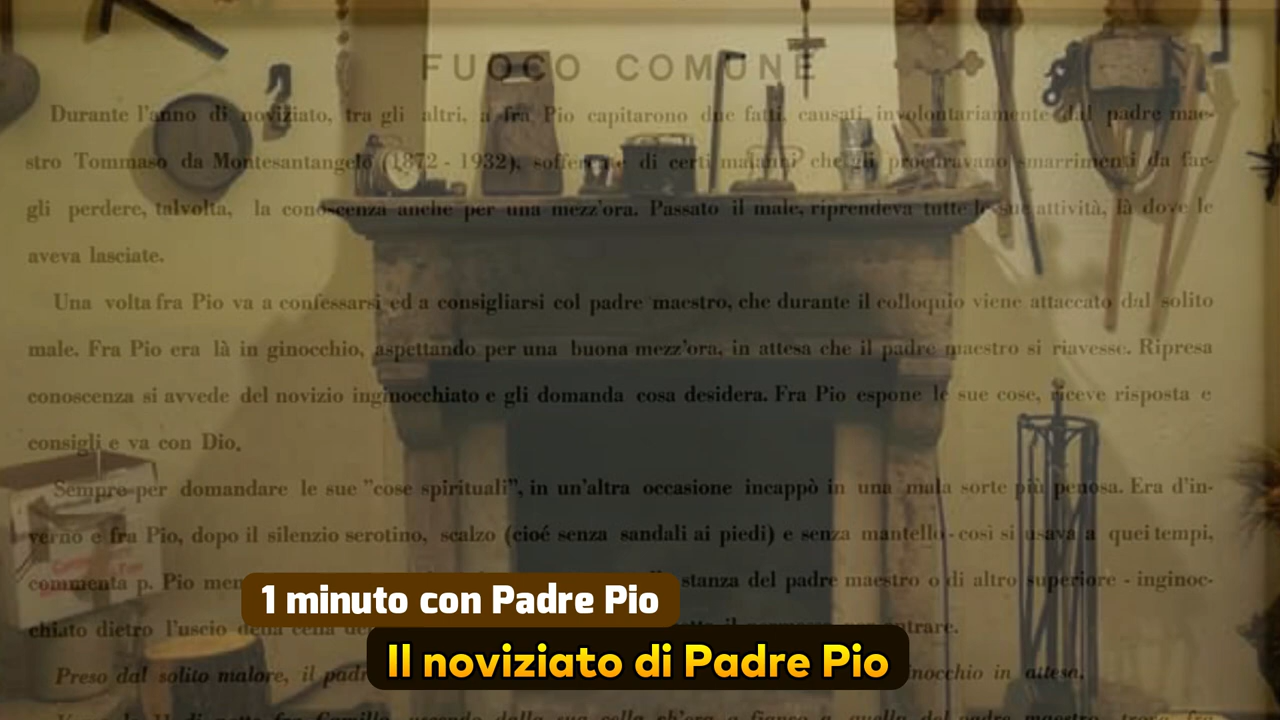 FUOCO COMUNE
Durante l'anno di noviziato, tra gli altri, a fra Pio capitarono due fatti, causati involontariamente dal padre mae-
stro Tommaso da Montesantangelo (1872 - 1932), sofferente di certi malanni che gli procuravano smarrimenti da far-
gli perdere, talvolta, la conoscenza anche per una mezz'ora. Passato il male, riprendeva tutte le sue attività, là dove le
aveva lasciate.
Una volta fra Pio va a confessarsi ed a consigliarsi col padre maestro, che durante il colloquio viene attaccato dal solito
male. Fra Pio era là in ginocchio, aspettando per una buona mezz'ora, in attesa che il padre maestro si riavesse. Ripresa
conoscenza si avvede del novizio inginocchiato e gli domanda cosa desidera. Fra Pio espone le sue cose, riceve risposta e
consigli e va con Dio.
Sempre per domandare le sue "cose spirituali", in un'altra occasione incappò in una mala sorte più penosa. Era d'in-
verno e fra Pio, dopo il silenzio serotino, scalzo (cioé senza sandali ai piedi) e senza mantello - così si usava a quei tempi,
commenta p. Pio stanza del padre maestro o di altro superiore - inginoc-
chiato dietro l'uscio della cella il permesso per entrare.
1 minuto con Padre Pio
Il noviziato di Padre Pio
Preso dal solito malore, il inocchio in attesa.